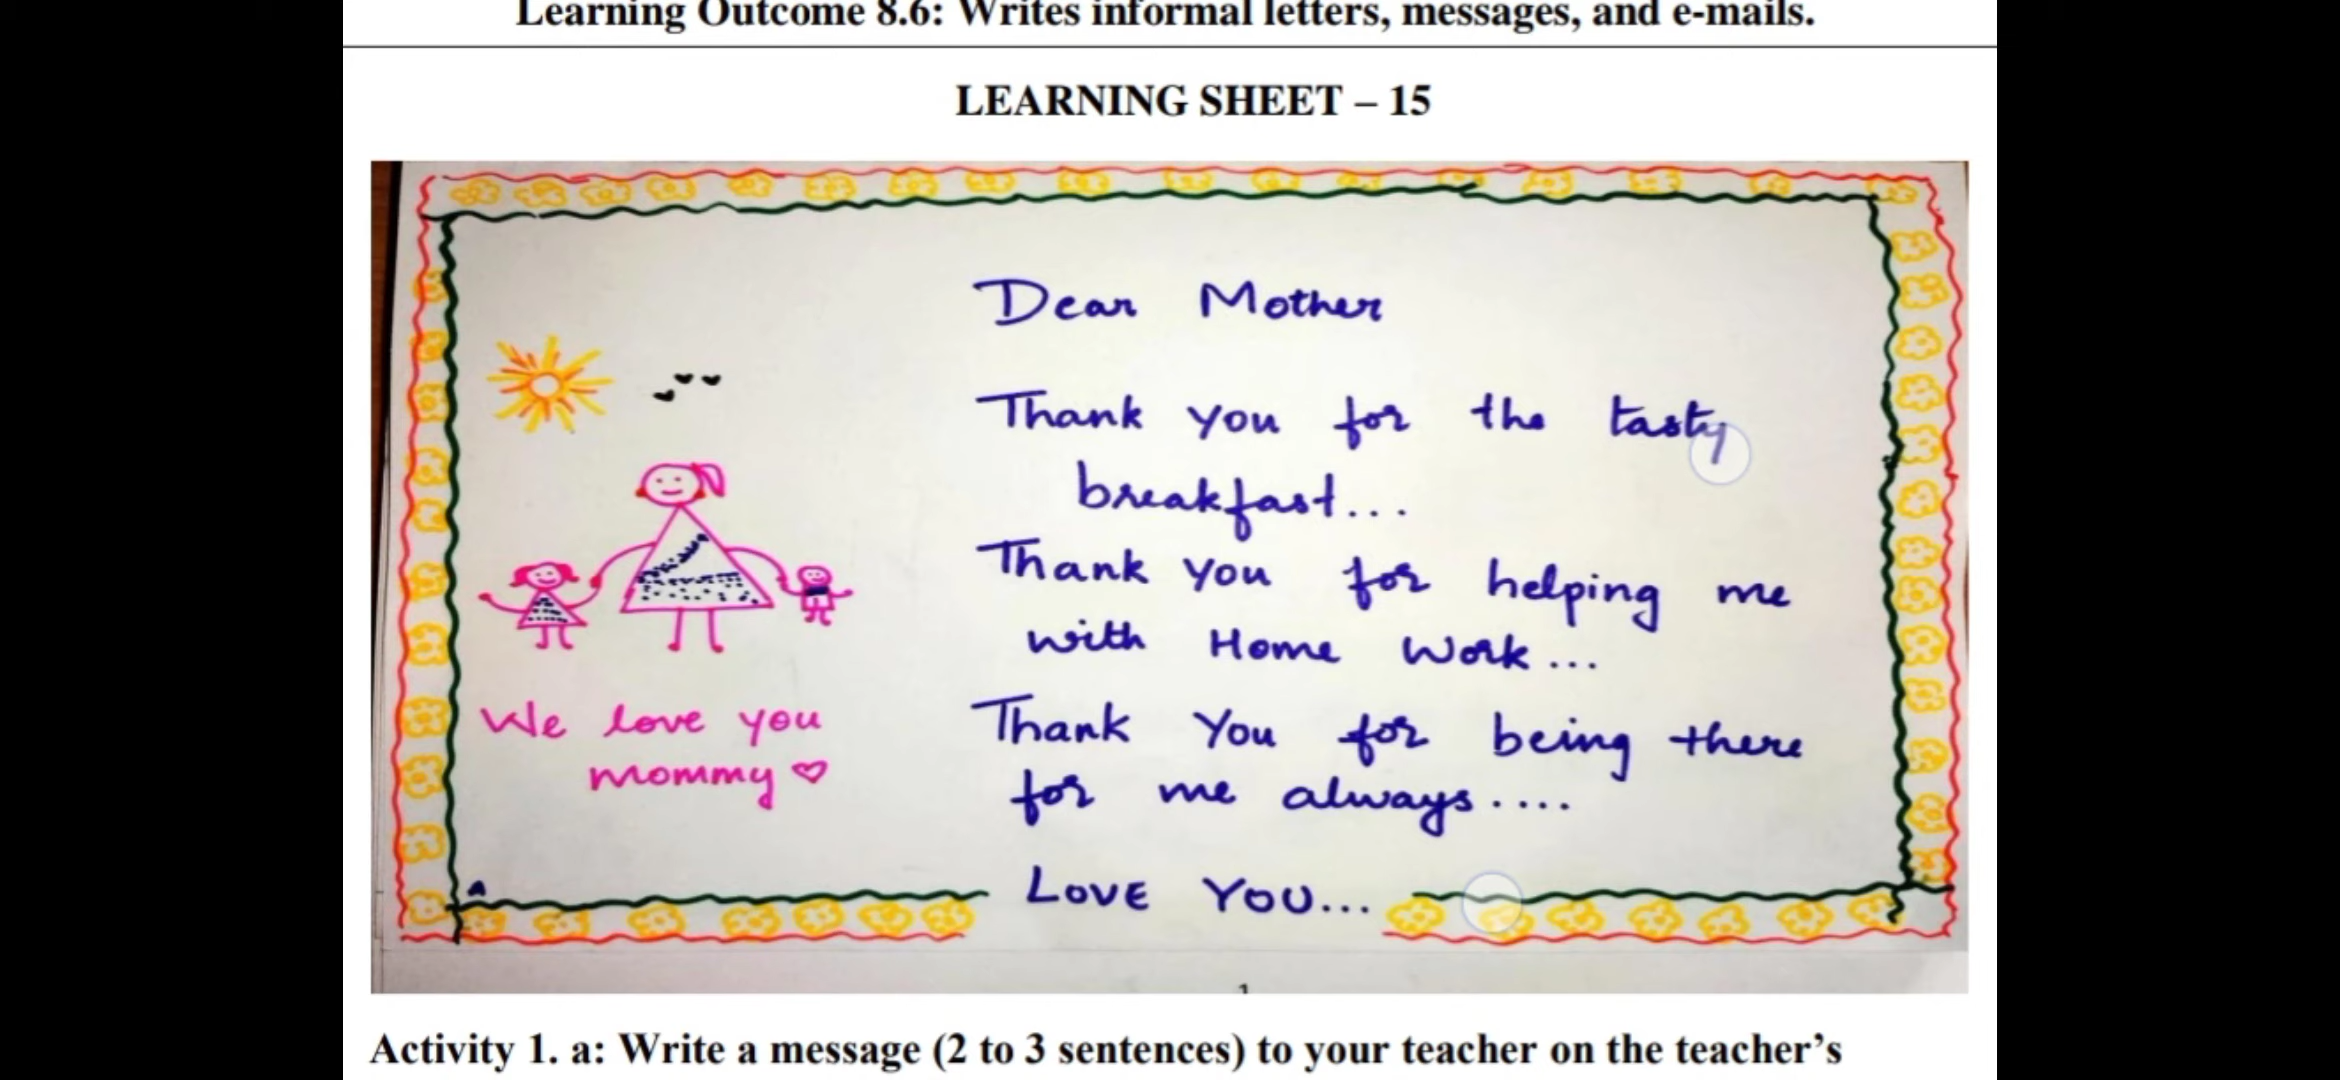 Learning Outcome 8.6: Writes informal letters, messages, and e-mails.
LEARNING SHEET – 15
Dear Mother
Thank you for the tasty
breakfast...
Thank you for helping me
with Home Work...
Thank You for being there
for me always....
LOVE YOU...
We love you
Mommy
1
Activity 1. a: Write a message (2 to 3 sentences) to your teacher on the teacher's